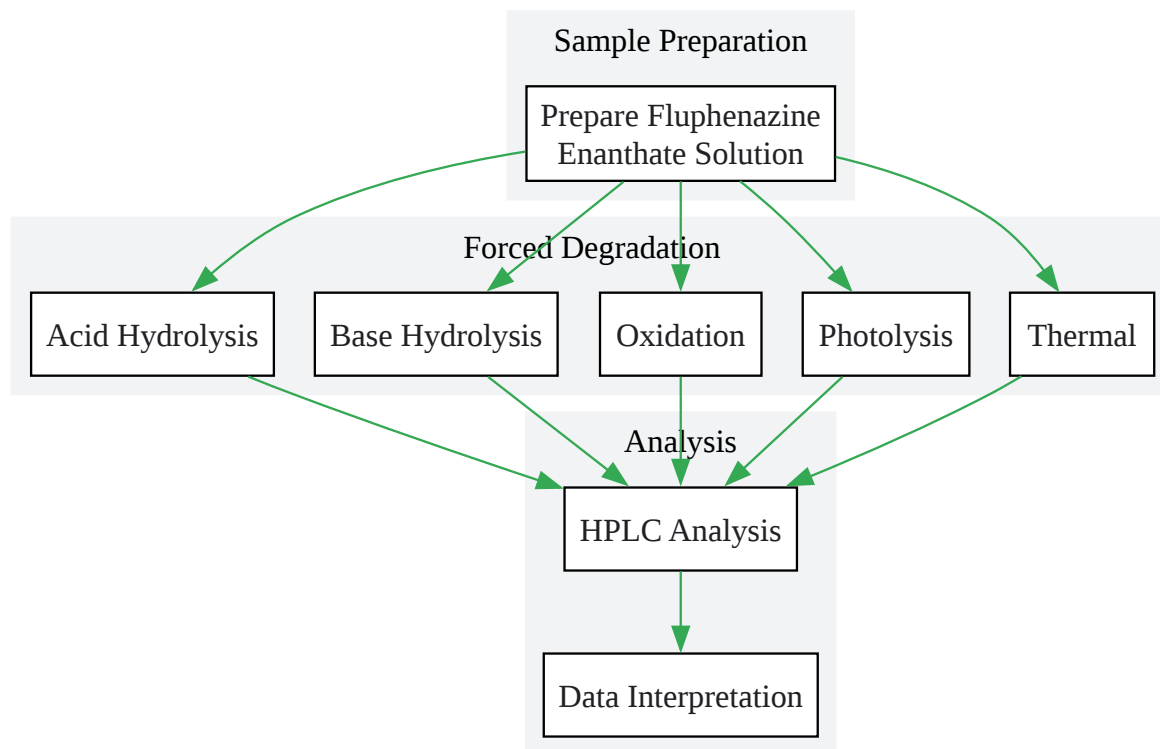 Sample Preparation
Prepare Fluphenazine
Enanthate Solution
Forced Degradation
Acid Hydrolysis
Base Hydrolysis
Oxidation
Photolysis
Thermal
Analysis
HPLC Analysis
Data Interpretation